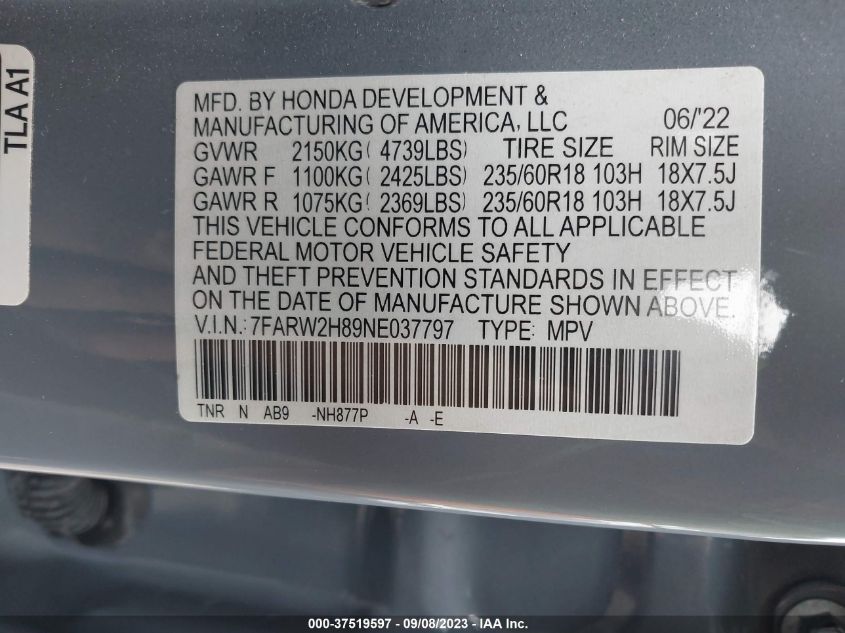 TLA A1
MFD. BY HONDA DEVELOPMENT &
MANUFACTURING OF AMERICA, LLC 06/'22
GVWR 2150KG( 4739LBS) TIRE SIZE RIM SIZE
GAWR F 1100KG( 2425LBS) 235/60R18 103H 18X7.5J
GAWR R 1075KG( 2369LBS) 235/60R18 103H 18X7.5J
THIS VEHICLE CONFORMS TO ALL APPLICABLE
FEDERAL MOTOR VEHICLE SAFETY
AND THEFT PREVENTION STANDARDS IN EFFECT
ON THE DATE OF MANUFACTURE SHOWN ABOVE.
V.I.N.: 7FARW2H89NE037797 TYPE: MPV
TNR N AB9 -NH877P -A -E
000-37519597 - 09/08/2023 - IAA Inc.